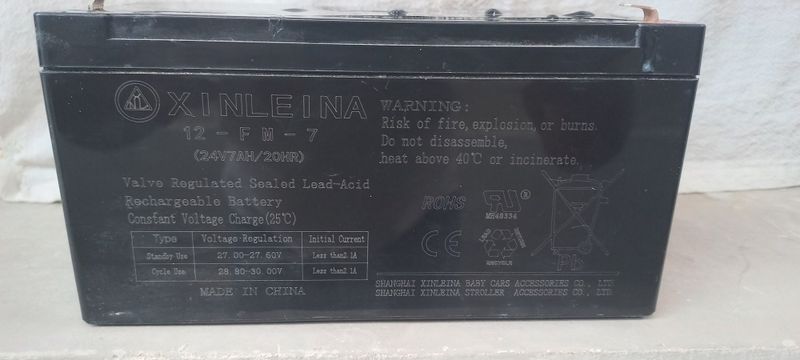 XINLEINA
12-FM-7
(24V7AH/20HR)
Valve Regulated Sealed Lead-Acid
Rechargeable Battery
Constant Voltage Charge(25℃)
Type Voltage Regulation Initial Current
Standby Use 27.00-27.60V Less than2.1A
Cycle Use 28.80-30.00V Less than2.1A
MADE IN CHINA
WARNING:
Risk of fire, explosion, or burns.
Do not disassemble,
heat above 40℃ or incinerate.
ROHS
MH48334
CE
RECYCLE
Pb
SHANGHAI XINLEINA BABY CARS ACCESSORIES CO., LTD.
SHANGHAI XINLEINA STROLLER ACCESSORIES CO., LTD.